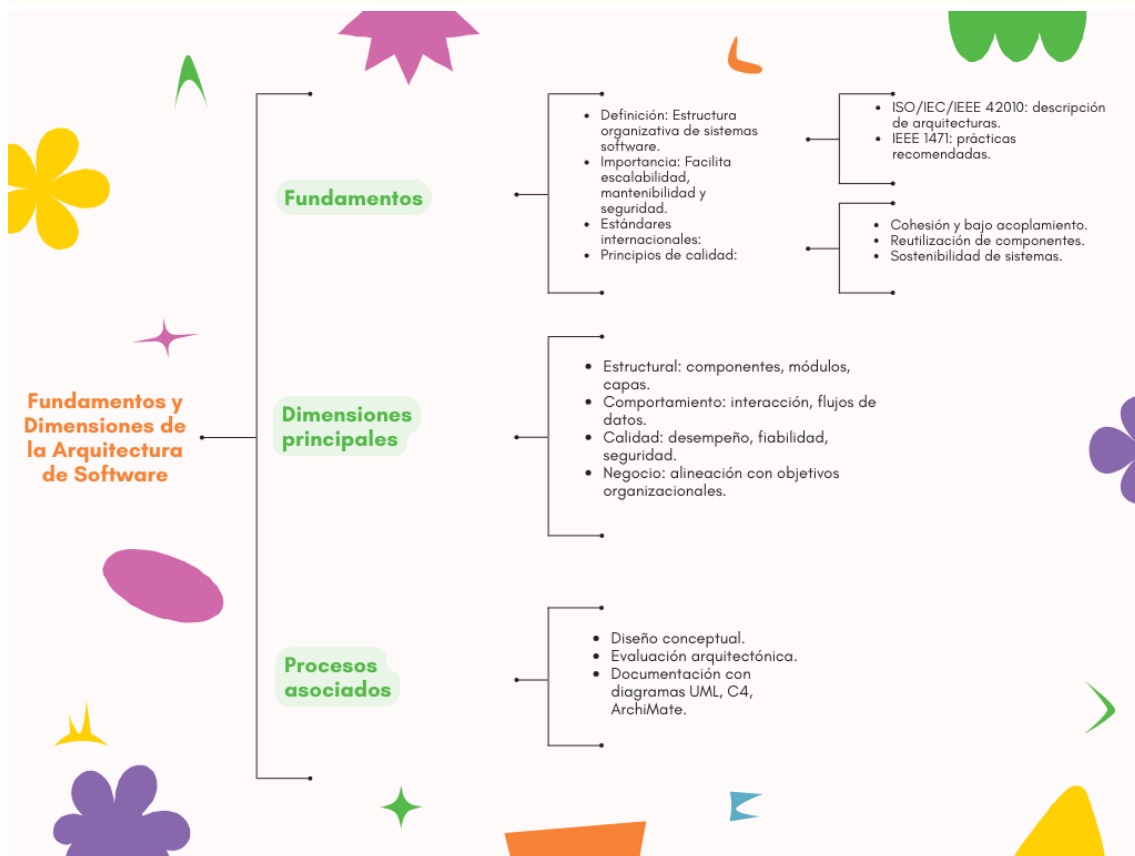 Fundamentos y
Dimensiones de
la Arquitectura
de Software
Fundamentos
• Definición: Estructura
organizativa de sistemas
software.
• Importancia: Facilita
escalabilidad,
mantenibilidad y
seguridad.
• Estándares
internacionales:
• Principios de calidad:
• ISO/IEC/IEEE 42010: descripción
de arquitecturas.
• IEEE 1471: prácticas
recomendadas.
• Cohesión y bajo acoplamiento.
• Reutilización de componentes.
• Sostenibilidad de sistemas.
Dimensiones
principales
• Estructural: componentes, módulos,
capas.
• Comportamiento: interacción, flujos de
datos.
• Calidad: desempeño, fiabilidad,
seguridad.
• Negocio: alineación con objetivos
organizacionales.
Procesos
asociados
• Diseño conceptual.
• Evaluación arquitectónica.
• Documentación con
diagramas UML, C4,
ArchiMate.